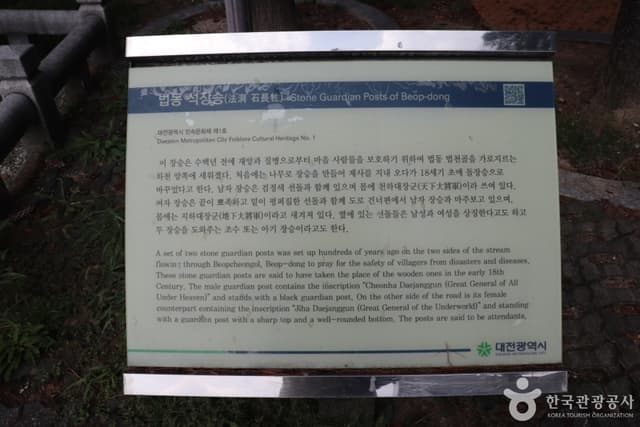 법동 석장승(法洞 石長丞) Stone Guardian Posts of Beop-dong
대전광역시 민속문화재 제1호
Daejeon Metropolitan City Folklore Cultural Heritage No. 1
이 장승은 수백년 전에 재앙과 질병으로부터 마을 사람들을 보호하기 위하여 법동 법천골을 가로지르는
하천 양쪽에 세워졌다. 처음에는 나무로 장승을 만들어 제사를 지내 오다가 18세기 초에 돌장승으로
바꾸었다고 한다. 남자 장승은 검정색 선돌과 함께 있으며 몸에 천하대장군(天下大將軍)이라 쓰여 있다.
여자 장승은 끝이 뾰족하고 밑이 평퍼짐한 선돌과 함께 도로 건너편에서 남자 장승과 마주보고 있으며,
몸에는 지하대장군(地下大將軍)이라고 새겨져 있다. 옆에 있는 선돌들은 남성과 여성을 상징한다고도 하고
두 장승을 도와주는 조수 또는 아기 장승이라고도 한다.
A set of two stone guardian posts was set up hundreds of years ago on the two sides of the stream
flowing through Beopcheongol, Beop-dong to pray for the safety of villagers from disasters and diseases.
These stone guardian posts are said to have taken the place of the wooden ones in the early 18th
Century. The male guardian post contains the inscription "Cheonha Daejanggun (Great General of All
Under Heaven)" and stands with a black guardian post. On the other side of the road is its female
counterpart containing the inscription "Jiha Daejanggun (Great General of the Underworld)" and standing
with a guardian post with a sharp top and a well-rounded bottom. The posts are said to be attendants,
대전광역시
한국관광공사
KOREA TOURISM ORGANIZATION